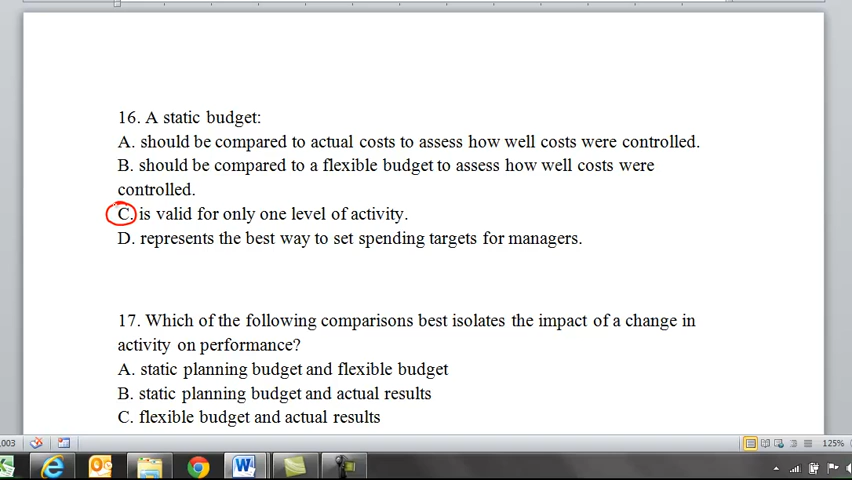 16. A static budget:
A. should be compared to actual costs to assess how well costs were controlled.
B. should be compared to a flexible budget to assess how well costs were
controlled.
C. is valid for only one level of activity.
D. represents the best way to set spending targets for managers.
17. Which of the following comparisons best isolates the impact of a change in
activity on performance?
A. static planning budget and flexible budget
B. static planning budget and actual results
C. flexible budget and actual results
,003
125%